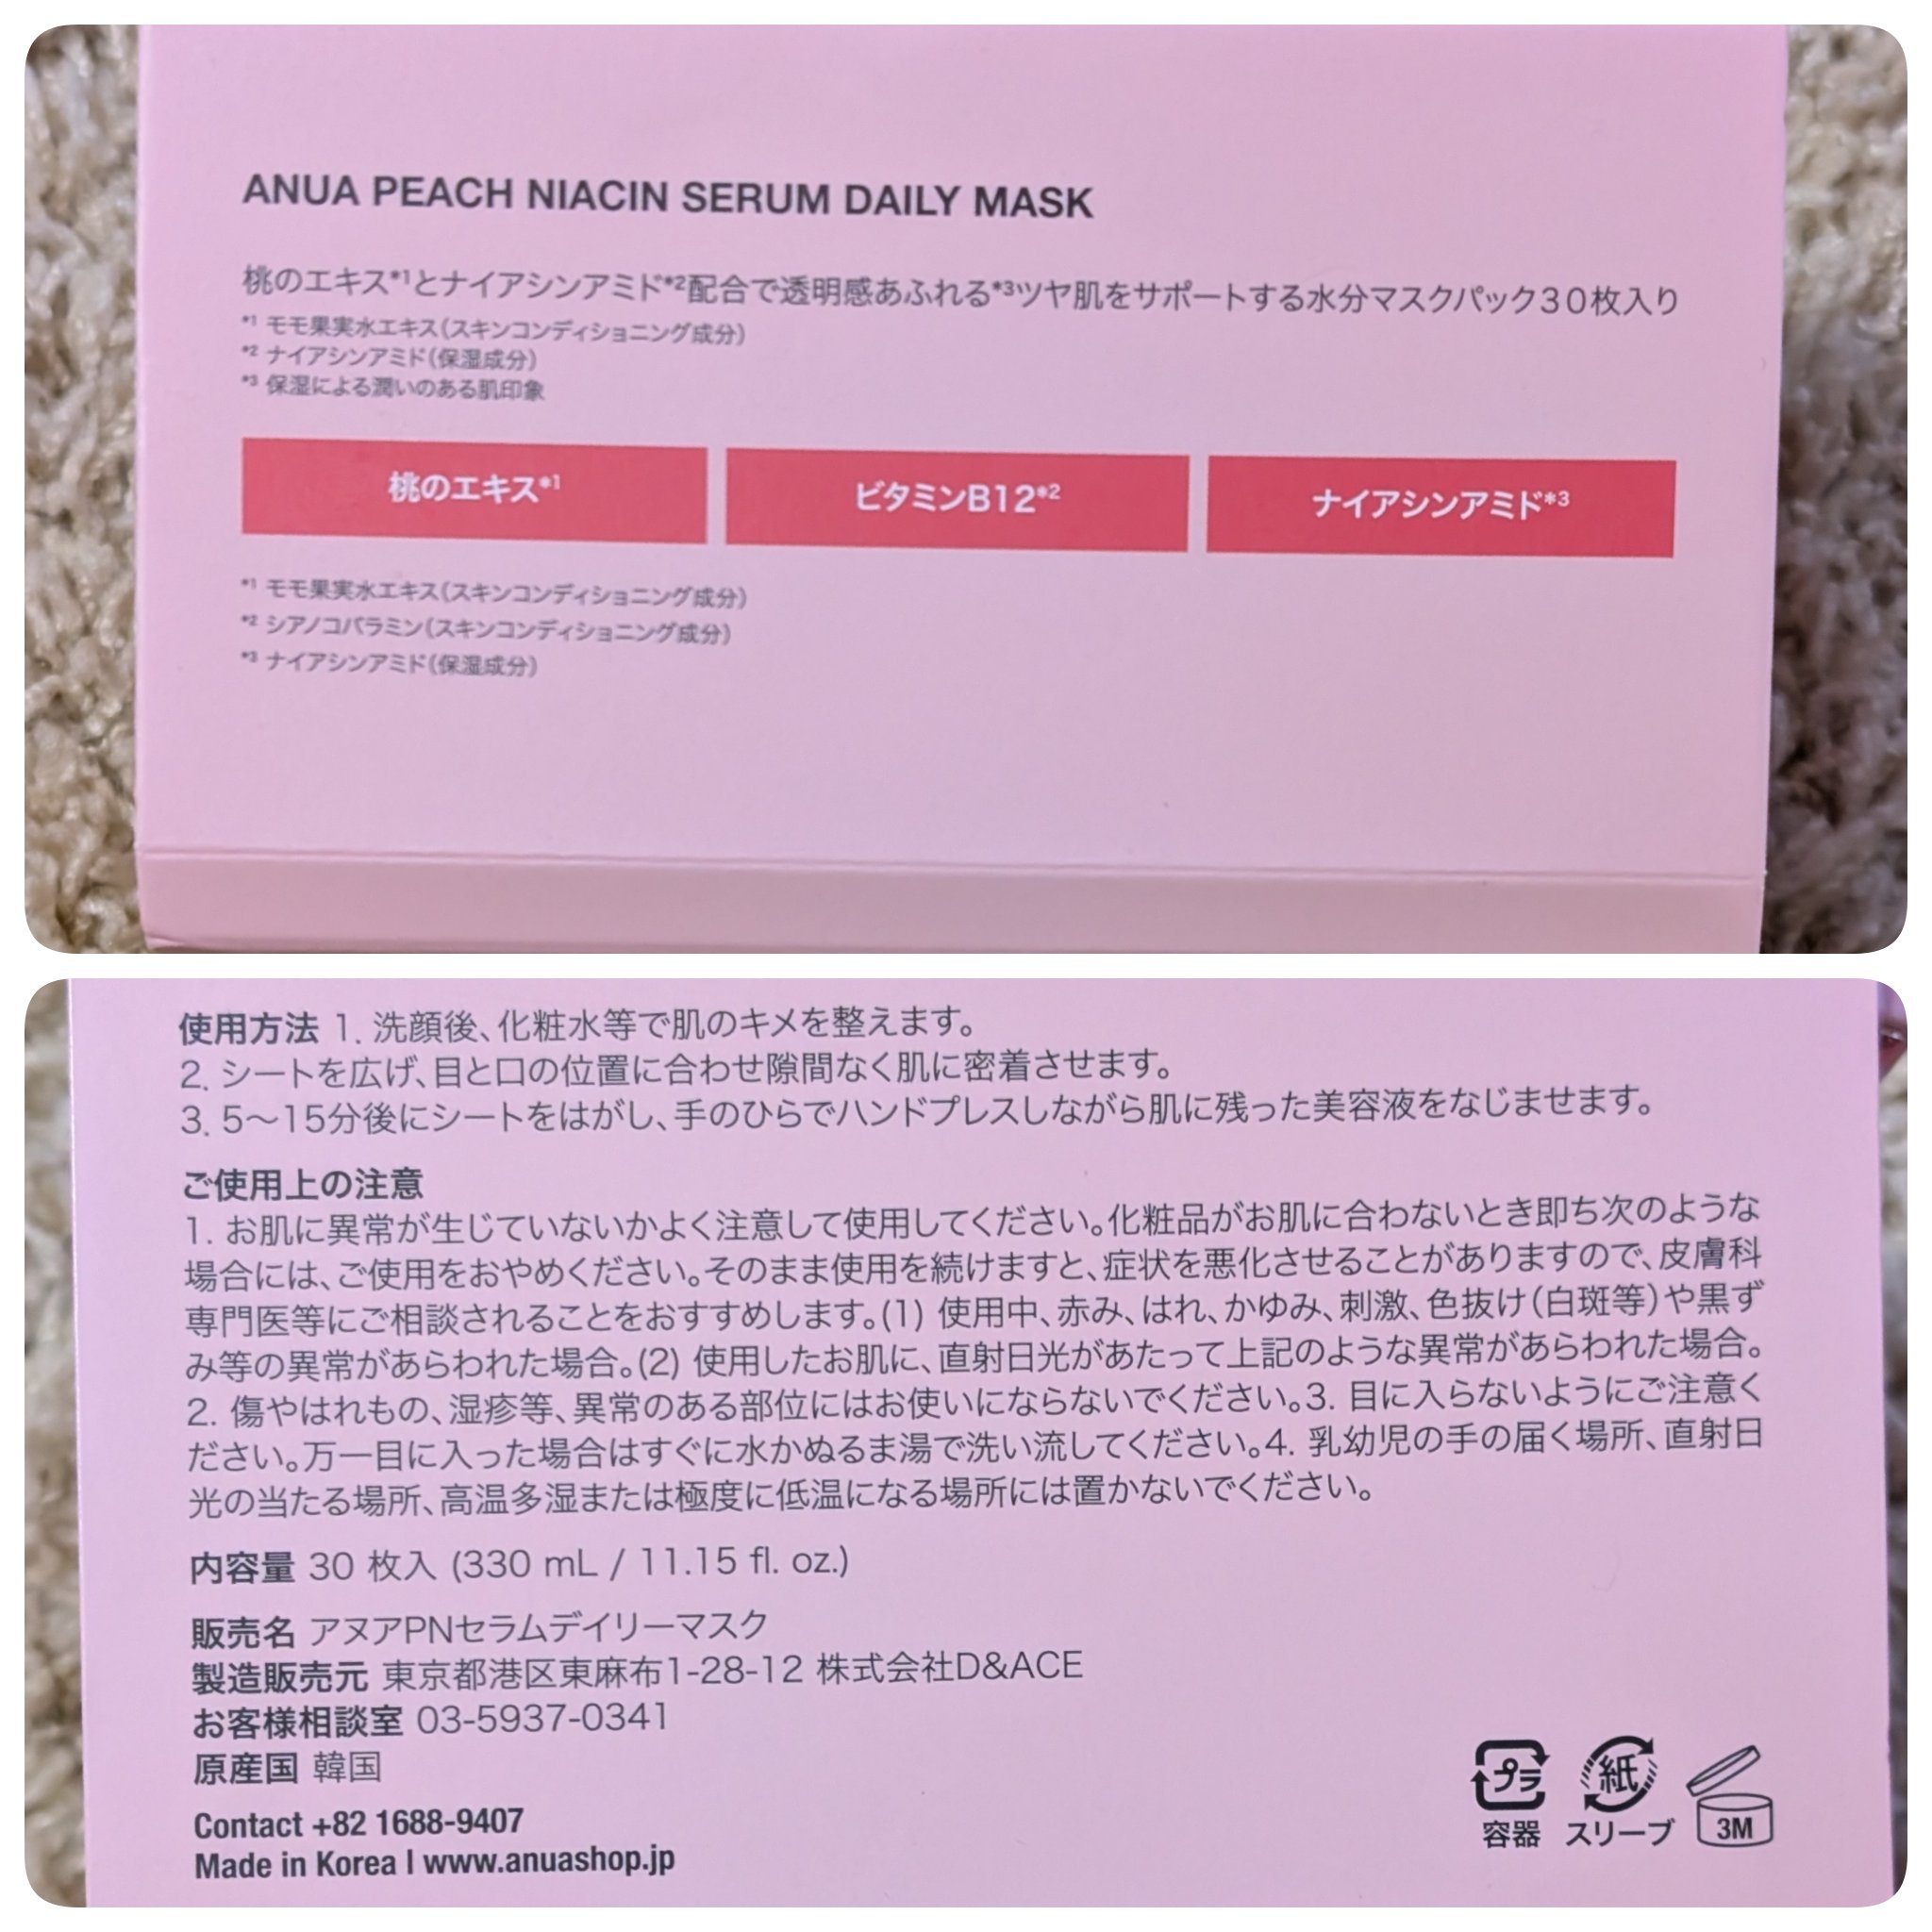 ANUA PEACH NIACIN SERUM DAILY MASK
桃のエキス*1とナイアシンアミド*2配合で透明感あふれる*3ツヤ肌をサポートする水分マスクパック30枚入り
*1 モモ果実水エキス(スキンコンディショニング成分)
*2 ナイアシンアミド(保湿成分)
*3 保湿による潤いのある肌印象
桃のエキス*1
ビタミンB12*2
ナイアシンアミド*3
*1 モモ果実水エキス(スキンコンディショニング成分)
*2 シアノコバラミン(スキンコンディショニング成分)
*3 ナイアシンアミド(保湿成分)
使用方法 1. 洗顔後、化粧水等で肌のキメを整えます。
2. シートを広げ、目と口の位置に合わせ隙間なく肌に密着させます。
3. 5〜15分後にシートをはがし、手のひらでハンドプレスしながら肌に残った美容液をなじませます。
ご使用上の注意
1. お肌に異常が生じていないかよく注意して使用してください。化粧品がお肌に合わないとき即ち次のような
場合には、ご使用をおやめください。そのまま使用を続けますと、症状を悪化させることがありますので、皮膚科
専門医等にご相談されることをおすすめします。(1) 使用中、赤み、はれ、かゆみ、刺激、色抜け(白斑等)や黒ず
み等の異常があらわれた場合。(2) 使用したお肌に、直射日光があたって上記のような異常があらわれた場合。
2. 傷やはれもの、湿疹等、異常のある部位にはお使いにならないでください。3. 目に入らないようにご注意く
ださい。万一目に入った場合はすぐに水かぬるま湯で洗い流してください。4. 乳幼児の手の届く場所、直射日
光の当たる場所、高温多湿または極度に低温になる場所には置かないでください。
内容量 30 枚入 (330 mL / 11.15 fl. oz.)
販売名 アヌアPNセラムデイリーマスク
製造販売元 東京都港区東麻布1-28-12 株式会社D&ACE
お客様相談室 03-5937-0341
原産国 韓国
Contact +82 1688-9407
Made in Korea l www.anuashop.jp
プラ
容器
紙
スリーブ
3M